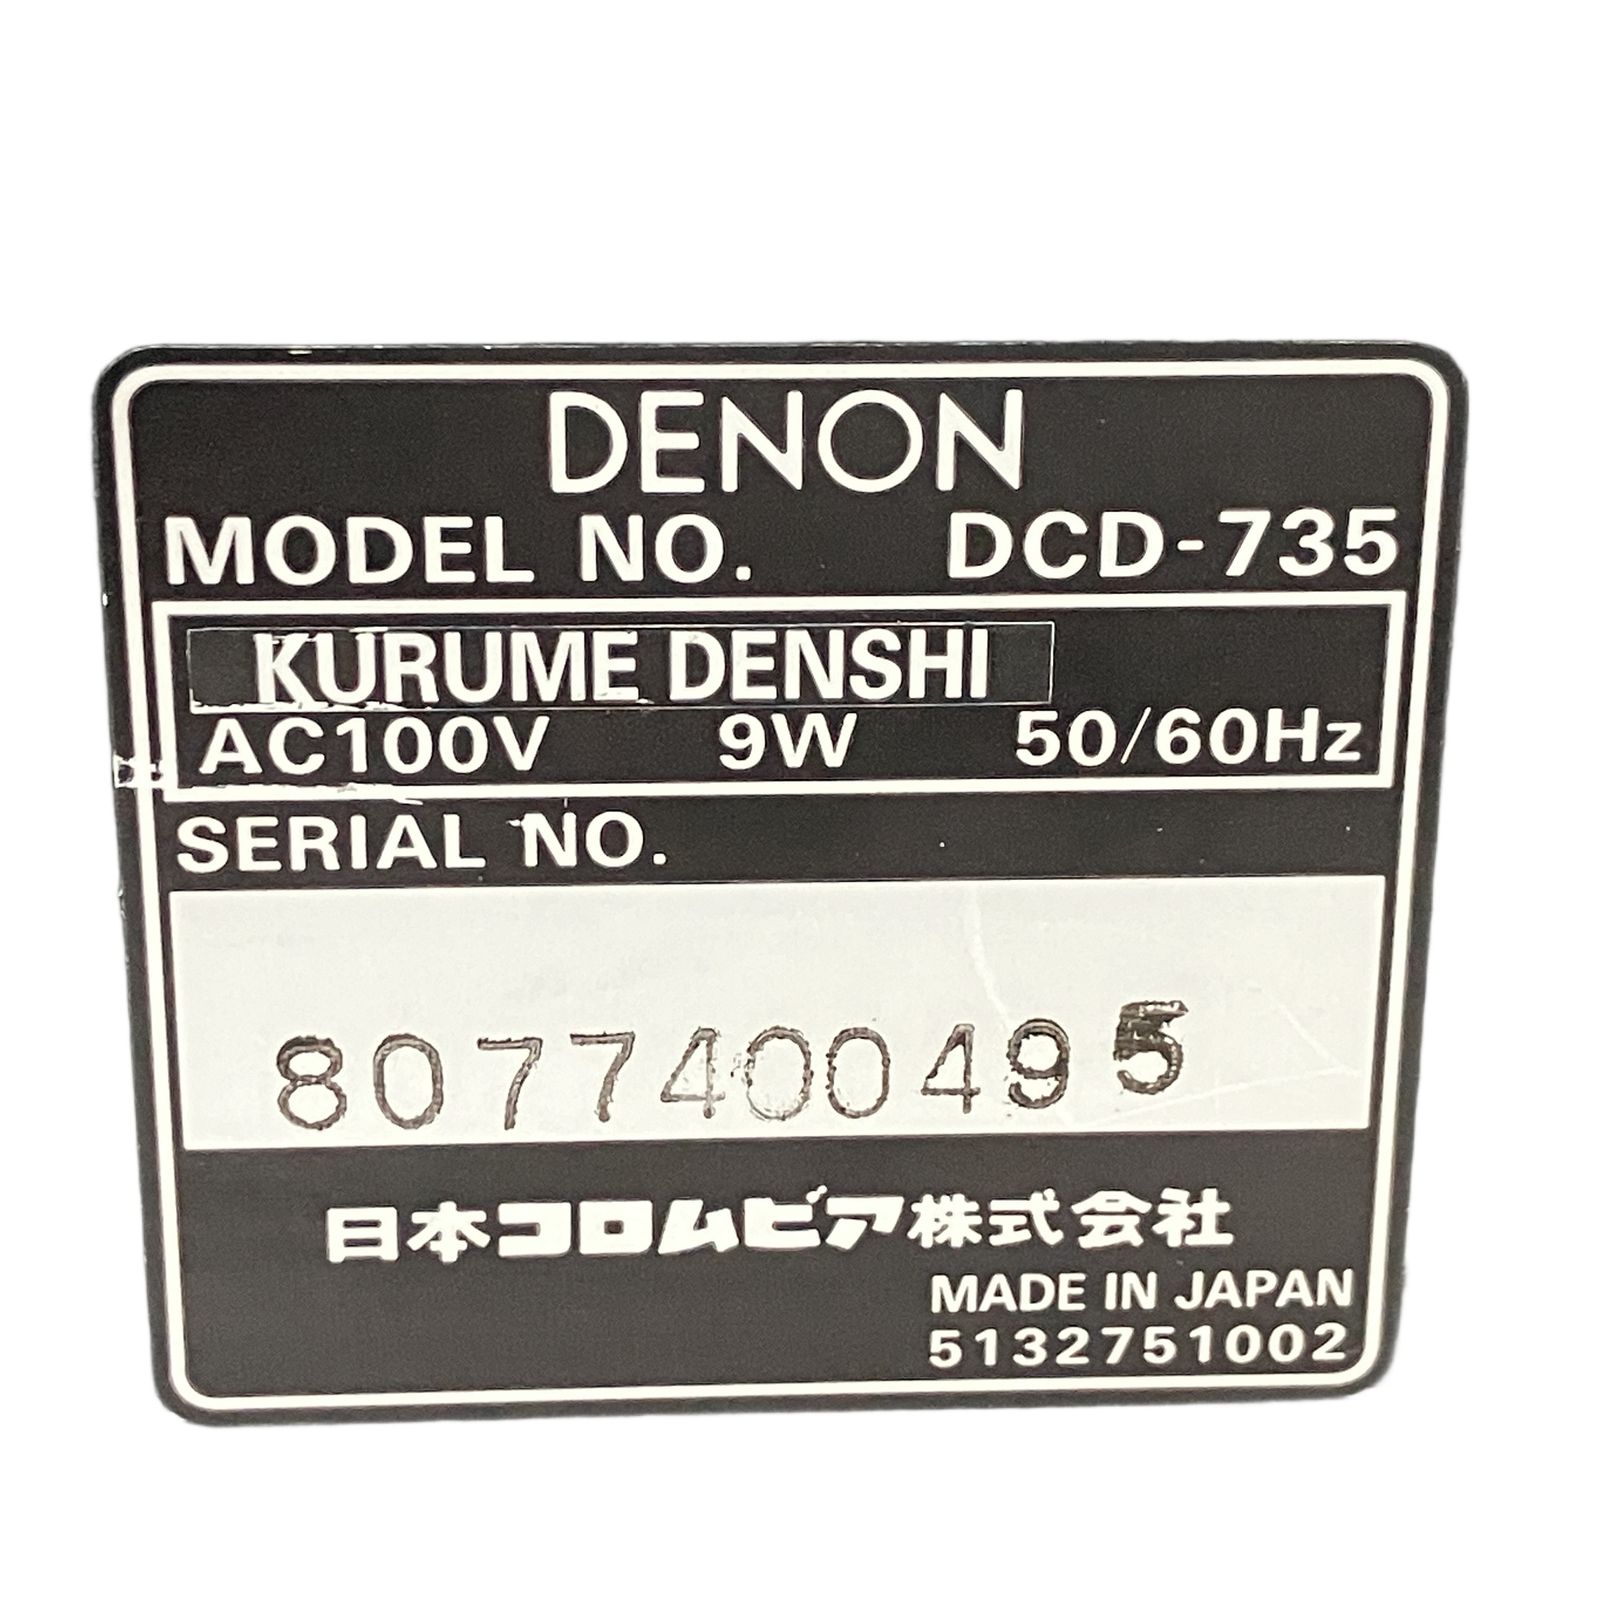 DENON
MODEL NO. DCD-735
KURUME DENSHI
AC100V 9W 50/60Hz
SERIAL NO.
8077400495
日本コロムビア株式会社
MADE IN JAPAN
5132751002